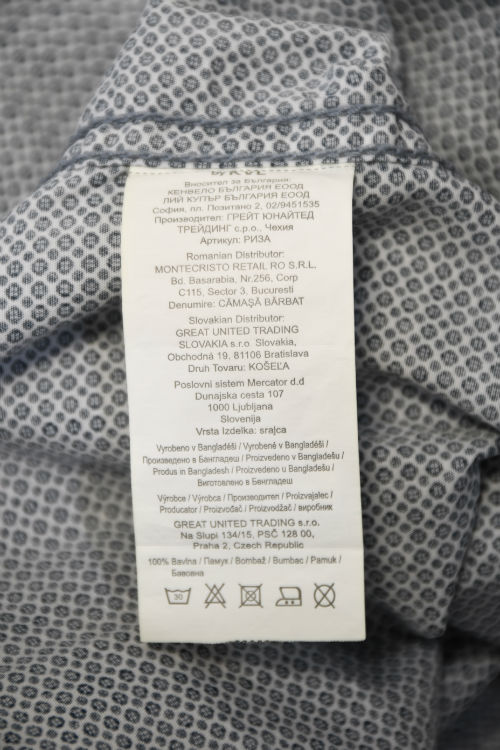 Вносител за България:
КЕНВЕЛО БЪЛГАРИЯ ЕООД
ЛИЙ КУПЪР БЪЛГАРИЯ ЕООД
София, пл. Позитано 2, 02/9451535
Производител: ГРЕЙТ ЮНАЙТЕД
ТРЕЙДИНГ с.р.о., Чехия
Артикул: РИЗА
Romanian Distributor:
MONTECRISTO RETAIL RO S.R.L,
Bd. Basarabia, Nr.256, Corp
C115, Sector 3, Bucuresti
Denumire: CĂMAȘĂ BĂRBAT
Slovakian Distributor:
GREAT UNITED TRADING
SLOVAKIA s.r.o Slovakia,
Obchodná 19, 81106 Bratislava
Druh Tovaru: KOŠEĽA
Poslovni sistem Mercator d.d
Dunajska cesta 107
1000 Ljubljana
Slovenija
Vrsta Izdelka: srajca
Vyrobeno v Bangladéši / Vyrobené v Bangladéši /
Произведено в Бангладеш / Proizvedeno v Bangladešu /
Produs in Bangladesh / Proizvedeno u Bangladešu /
Виготовлено в Бангладеш
Výrobce / Výrobca / Производител / Proizvajalec /
Producator / Proizvođač / Proizvodžač / виробник
GREAT UNITED TRADING s.r.o.
Na Slupi 134/15, PSČ 128 00,
Praha 2, Czech Republic
100% Bavlna / Памук / Bombaž / Bumbac / Pamuk /
Бавовна
30